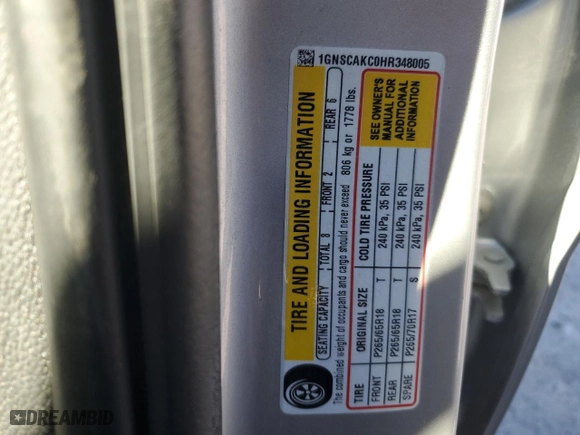 1GNSCAKC0HR348005
TIRE AND LOADING INFORMATION
SEATING CAPACITY TOTAL 8 FRONT 2 REAR 6
The combined weight of occupants and cargo should never exceed 806 kg or 1778 lbs.
TIRE ORIGINAL SIZE COLD TIRE PRESSURE
FRONT P265/65R18 T 240 kPa, 35 PSI
REAR P265/65R18 T 240 kPa, 35 PSI
SPARE P265/70R17 S 240 kPa, 35 PSI
SEE OWNER'S
MANUAL FOR
ADDITIONAL
INFORMATION
DREAMBID